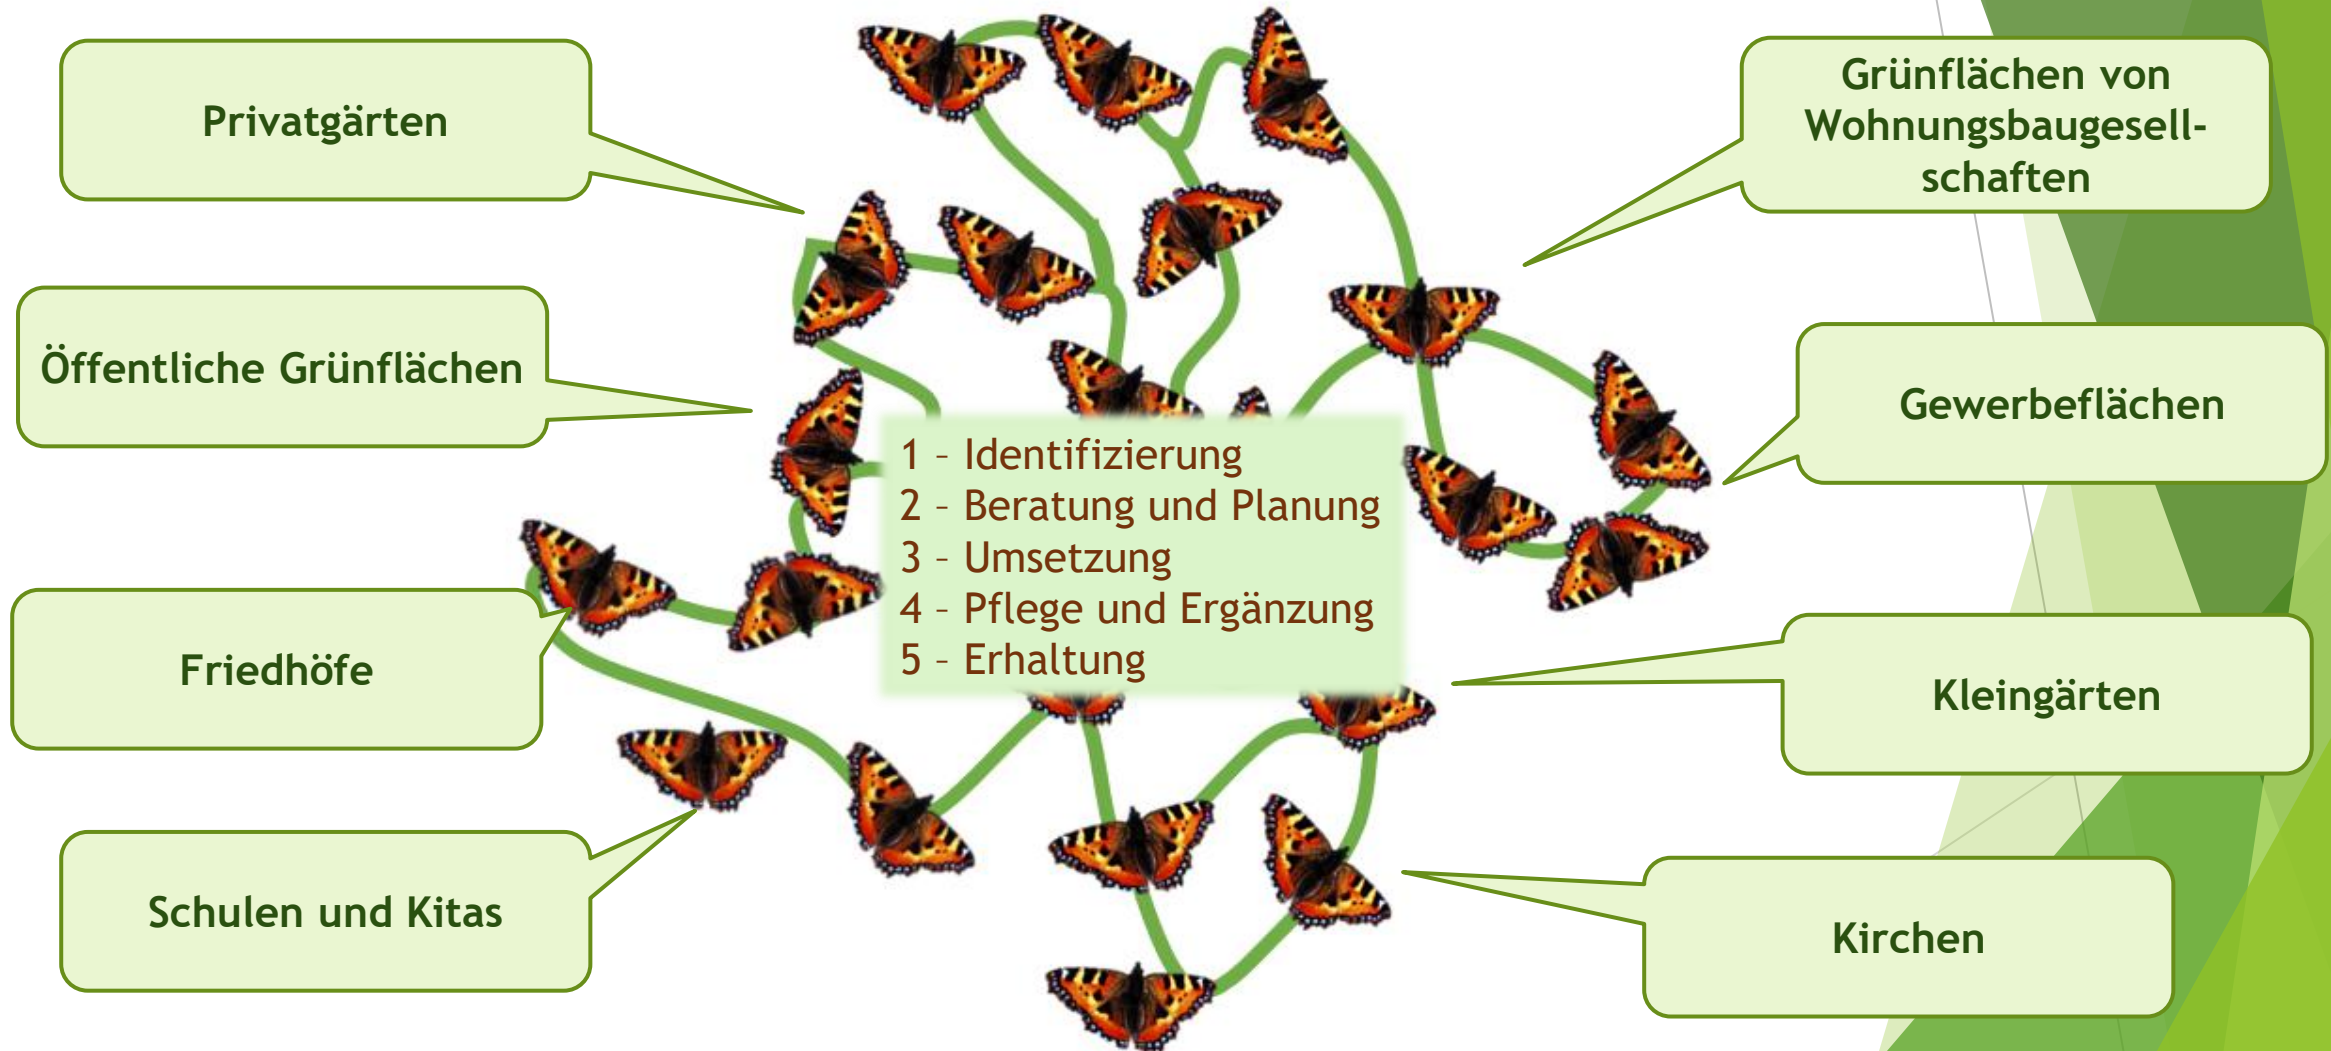 Privatgärten
Öffentliche Grünflächen
Friedhöfe
Schulen und Kitas
1 – Identifizierung
2 – Beratung und Planung
3 – Umsetzung
4 – Pflege und Ergänzung
5 – Erhaltung
Grünflächen von
Wohnungsbaugesell-
schaften
Gewerbeflächen
Kleingärten
Kirchen